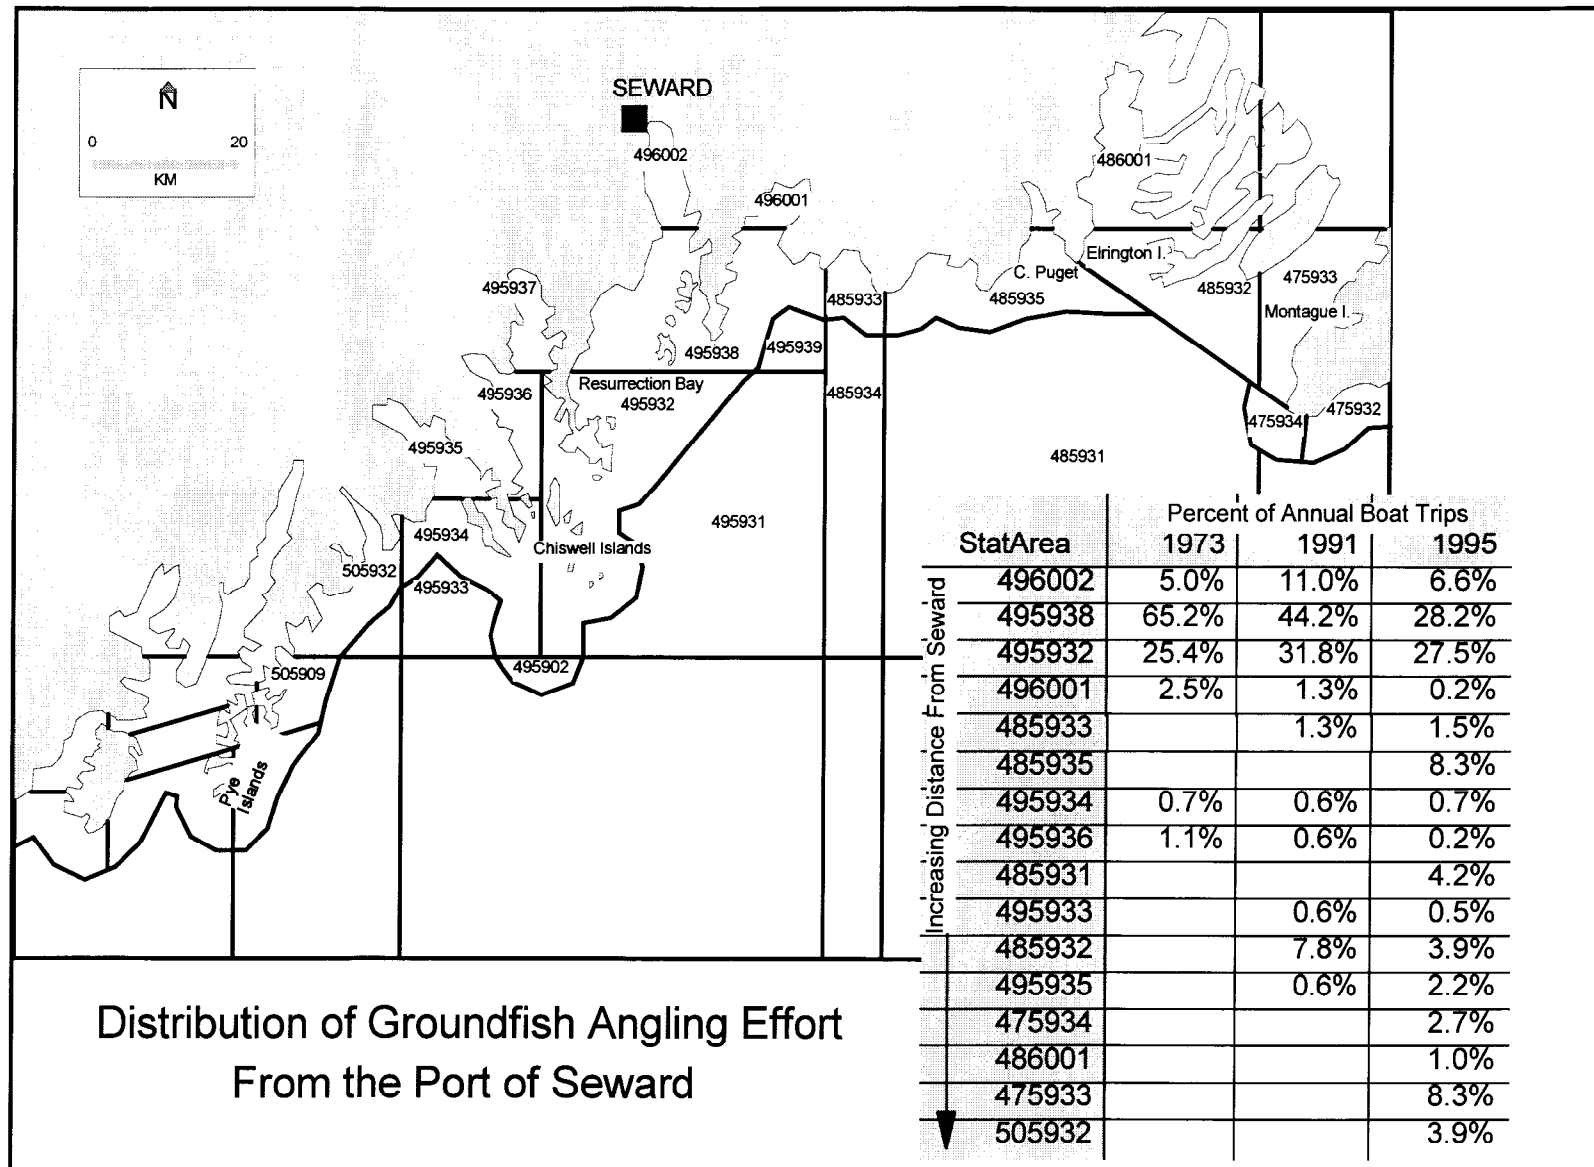 SEWARD
N
0 20
KM
496002
496001
486001
495937
485933
C. Puget
Elrington I.
485935
485932
475933
Montague I.
495938
495939
495936
Resurrection Bay
495932
485934
475934
475932
495935
485931
495934
495931
Chiswell Islands
505932
495933
495902
505909
Pye
Islands
Distribution of Groundfish Angling Effort
From the Port of Seward
Percent of Annual Boat Trips
StatArea 1973 1991 1995
Increasing Distance From Seward
496002 5.0% 11.0% 6.6%
495938 65.2% 44.2% 28.2%
495932 25.4% 31.8% 27.5%
496001 2.5% 1.3% 0.2%
485933 1.3% 1.5%
485935 8.3%
495934 0.7% 0.6% 0.7%
495936 1.1% 0.6% 0.2%
485931 4.2%
495933 0.6% 0.5%
485932 7.8% 3.9%
495935 0.6% 2.2%
475934 2.7%
486001 1.0%
475933 8.3%
505932 3.9%